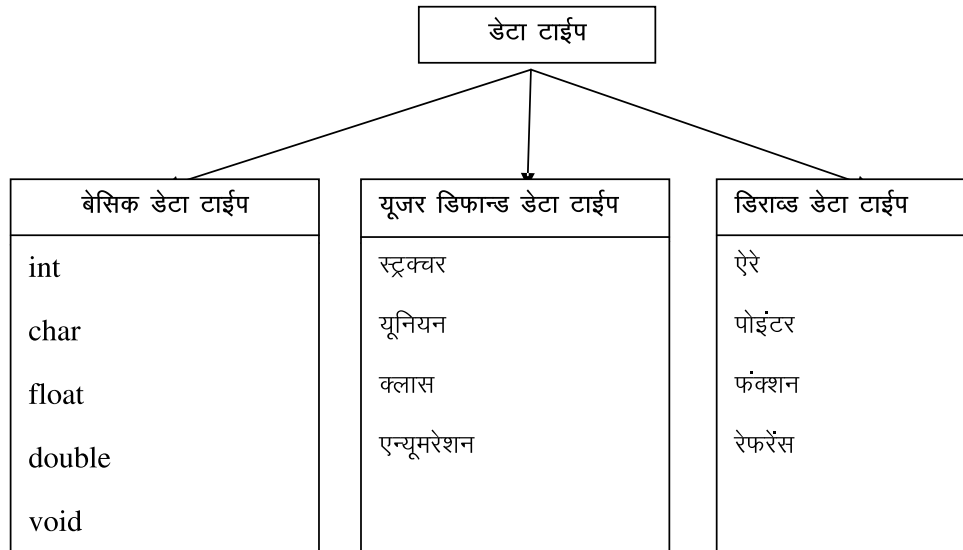 डेटा टाईप
बेसिक डेटा टाईप
int
char
float
double
void
यूजर डिफान्ड डेटा टाईप
स्ट्रक्चर
यूनियन
क्लास
एन्यूमरेशन
डिराव्ड डेटा टाईप
ऐरे
पोइंटर
फंक्शन
रेफरेंस